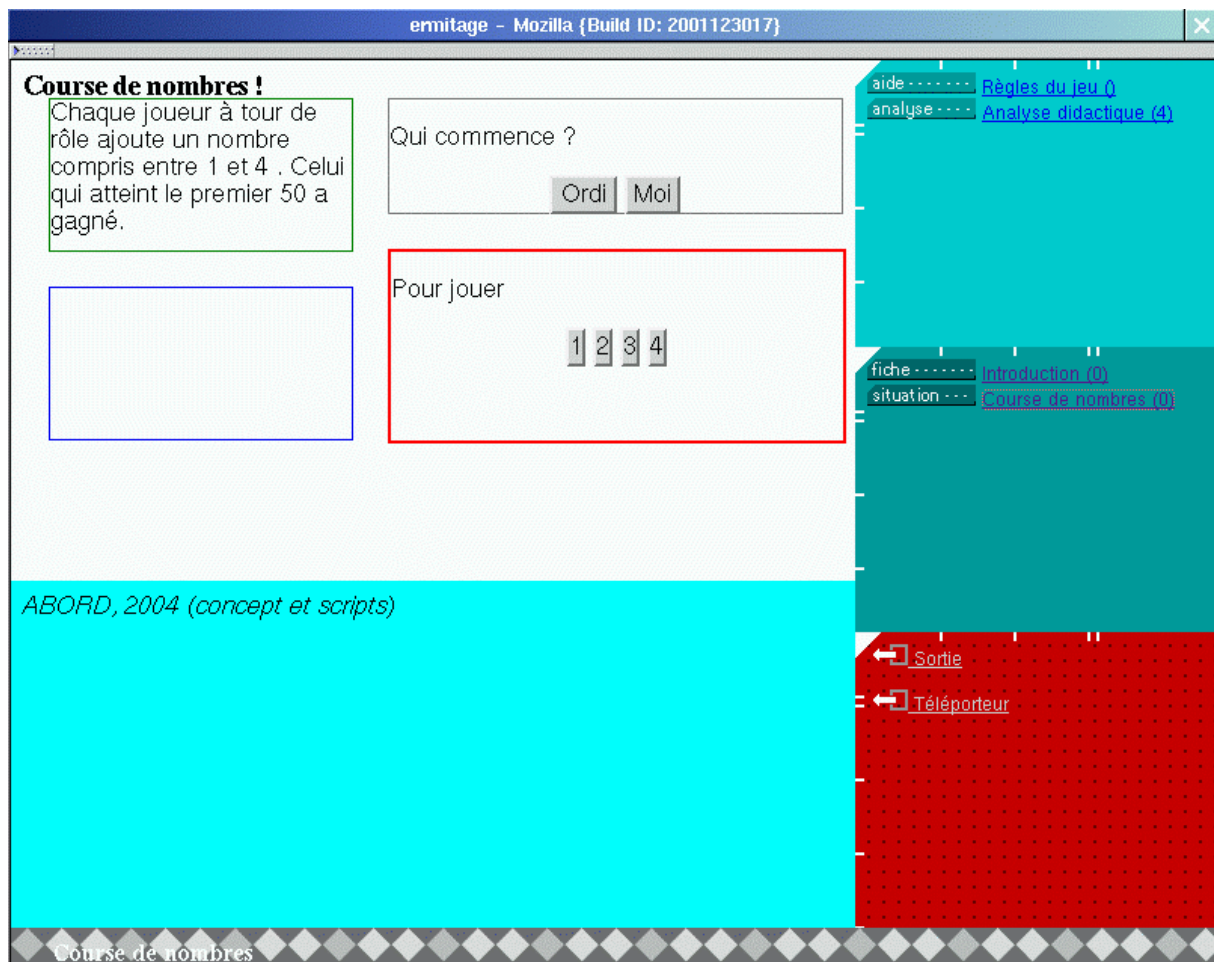 ermitage - Mozilla {Build ID: 2001123017}
Course de nombres !
Chaque joueur à tour de
rôle ajoute un nombre
compris entre 1 et 4 . Celui
qui atteint le premier 50 a
gagné.
Qui commence ?
Ordi Moi
Pour jouer
1 2 3 4
ABORD, 2004 (concept et scripts)
aide ------- Règles du jeu ()
analyse ---- Analyse didactique (4)
fiche ------- Introduction (0)
situation --- Course de nombres (0)
Sortie
Téléporteur
Course de nombres